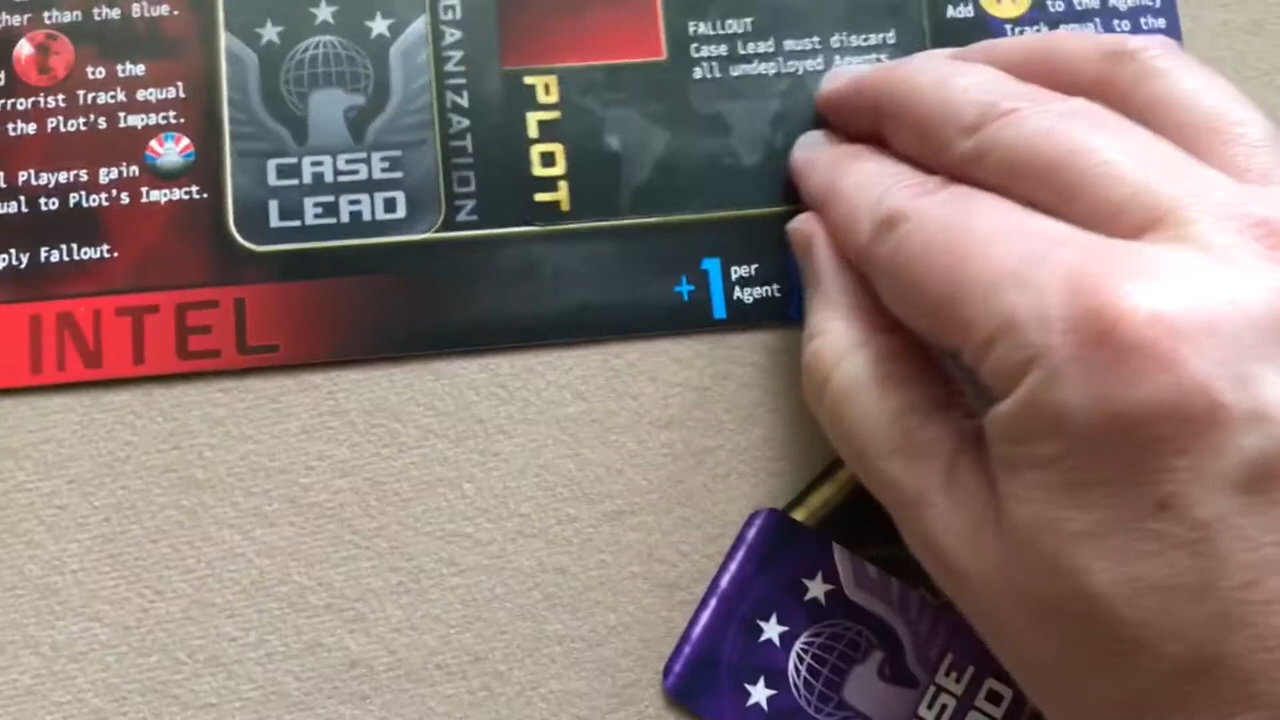 her than the Blue.
to the
rrorist Track equal
the Plot's Impact.
l Players gain
ual to Plot's Impact.
ply Fallout.
INTEL
CASE
LEAD
GANIZATION
PLOT
FALLOUT
Case Lead must discard
all undeployed Agents
+1 per
Agent
Add to the Agency
Track equal to the